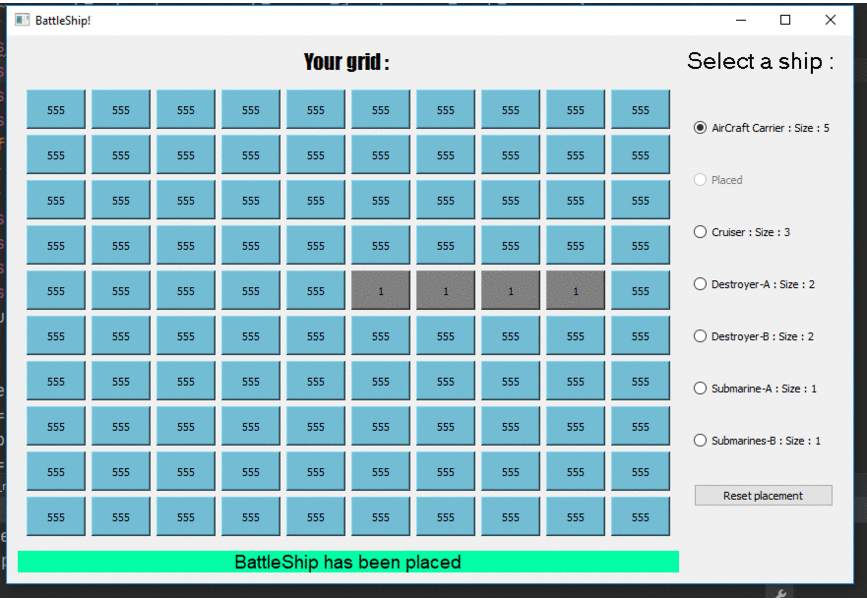 BattleShip!
Your grid :
Select a ship :
555 555 555 555 555 555 555 555 555 555
AirCraft Carrier : Size : 5
555 555 555 555 555 555 555 555 555 555
Placed
555 555 555 555 555 555 555 555 555 555
Cruiser : Size : 3
555 555 555 555 555 555 555 555 555 555
Destroyer-A : Size : 2
555 555 555 555 555 1 1 1 1 555
Destroyer-B : Size : 2
555 555 555 555 555 555 555 555 555 555
555 555 555 555 555 555 555 555 555 555
Submarine-A : Size : 1
555 555 555 555 555 555 555 555 555 555
Submarines-B : Size : 1
555 555 555 555 555 555 555 555 555 555
Reset placement
555 555 555 555 555 555 555 555 555 555
BattleShip has been placed